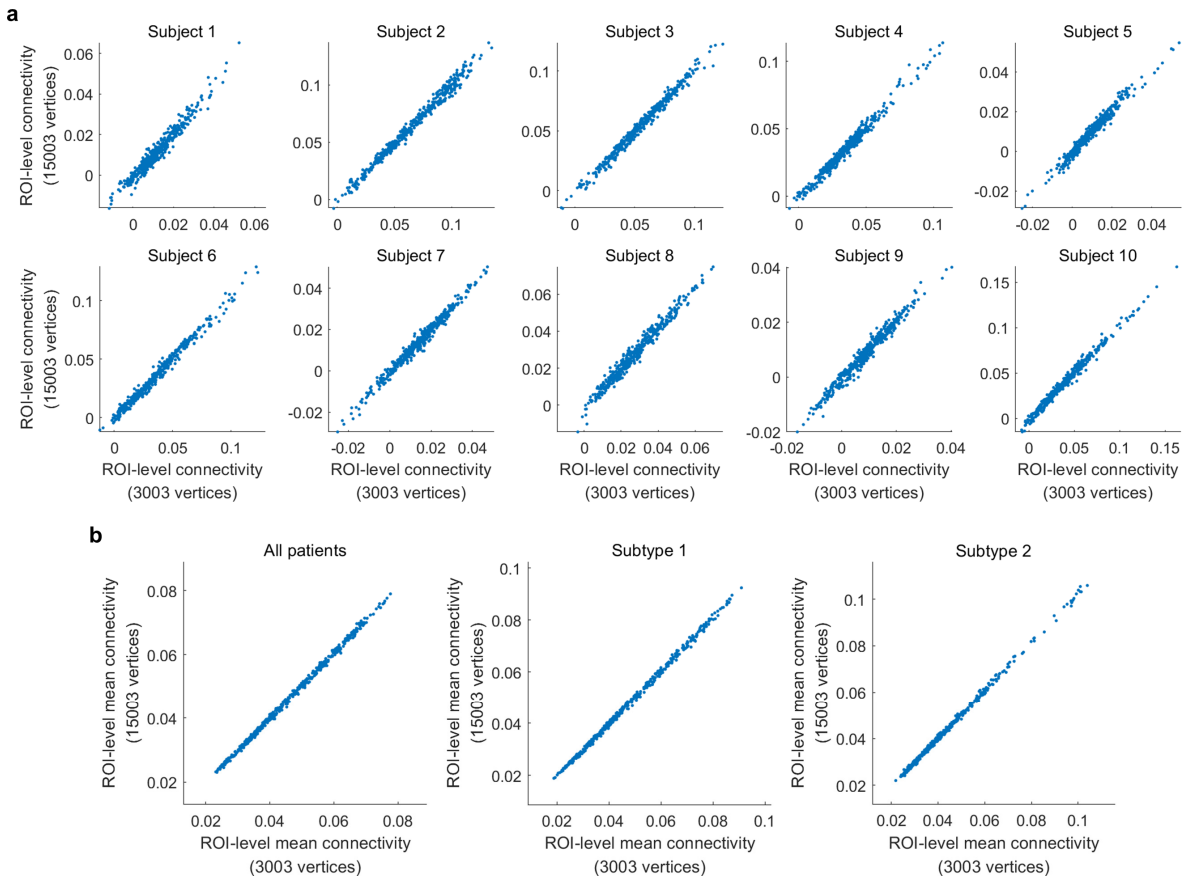 a
Subject 1
Subject 2
Subject 3
Subject 4
Subject 5
ROI-level connectivity
(15003 vertices)
0.06
0.04
0.02
0
0 0.02 0.04 0.06
0.1
0.05
0
0 0.05 0.1
0.1
0.05
0
0 0.05 0.1
0.1
0.05
0
0 0.05 0.1
0.04
0.02
0
-0.02
-0.02 0 0.02 0.04
Subject 6
Subject 7
Subject 8
Subject 9
Subject 10
ROI-level connectivity
(15003 vertices)
0.1
0.05
0
0 0.05 0.1
ROI-level connectivity
(3003 vertices)
0.04
0.02
0
-0.02
-0.02 0 0.02 0.04
ROI-level connectivity
(3003 vertices)
0.06
0.04
0.02
0
0 0.02 0.04 0.06
ROI-level connectivity
(3003 vertices)
0.04
0.02
0
-0.02
-0.02 0 0.02 0.04
ROI-level connectivity
(3003 vertices)
0.15
0.1
0.05
0
0 0.05 0.1 0.15
ROI-level connectivity
(3003 vertices)
b
All patients
ROI-level mean connectivity
(15003 vertices)
0.08
0.06
0.04
0.02
0.02 0.04 0.06 0.08
ROI-level mean connectivity
(3003 vertices)
Subtype 1
ROI-level mean connectivity
(15003 vertices)
0.1
0.08
0.06
0.04
0.02
0.02 0.04 0.06 0.08 0.1
ROI-level mean connectivity
(3003 vertices)
Subtype 2
ROI-level mean connectivity
(15003 vertices)
0.1
0.08
0.06
0.04
0.02
0.02 0.04 0.06 0.08 0.1
ROI-level mean connectivity
(3003 vertices)